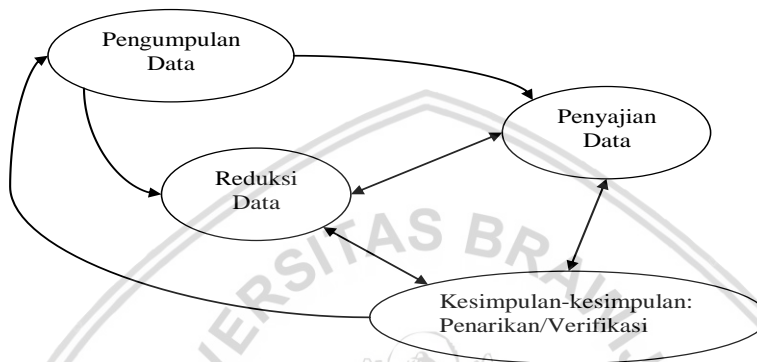 Pengumpulan
Data
Penyajian
Data
Reduksi
Data
Kesimpulan-kesimpulan:
Penarikan/Verifikasi